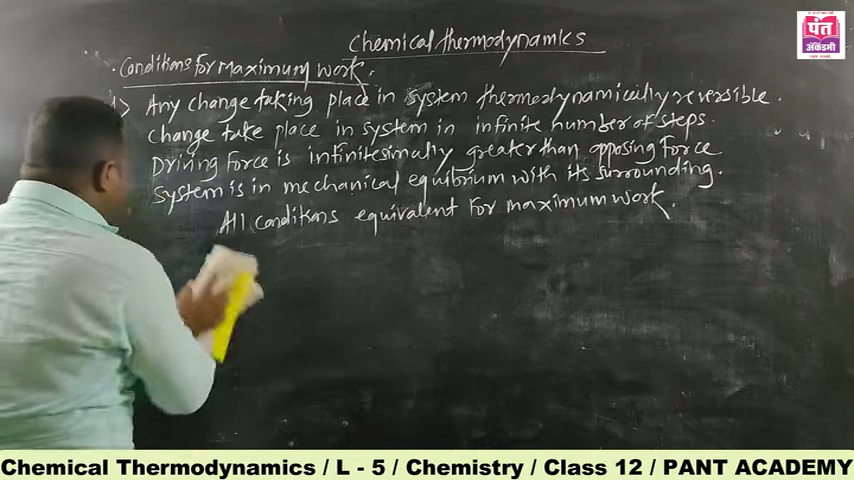 Chemical thermodynamics
पंत
अ‍ॅकॅडमी
Conditions for maximum work.
1> Any change taking place in system thermodynamically reversible.
change take place in system in infinite number of steps.
Driving force is infinitesimally greater than opposing force
system is in mechanical equibrium with its surrounding.
All conditions equivalent for maximum work.
Chemical Thermodynamics / L - 5 / Chemistry / Class 12 / PANT ACADEMY